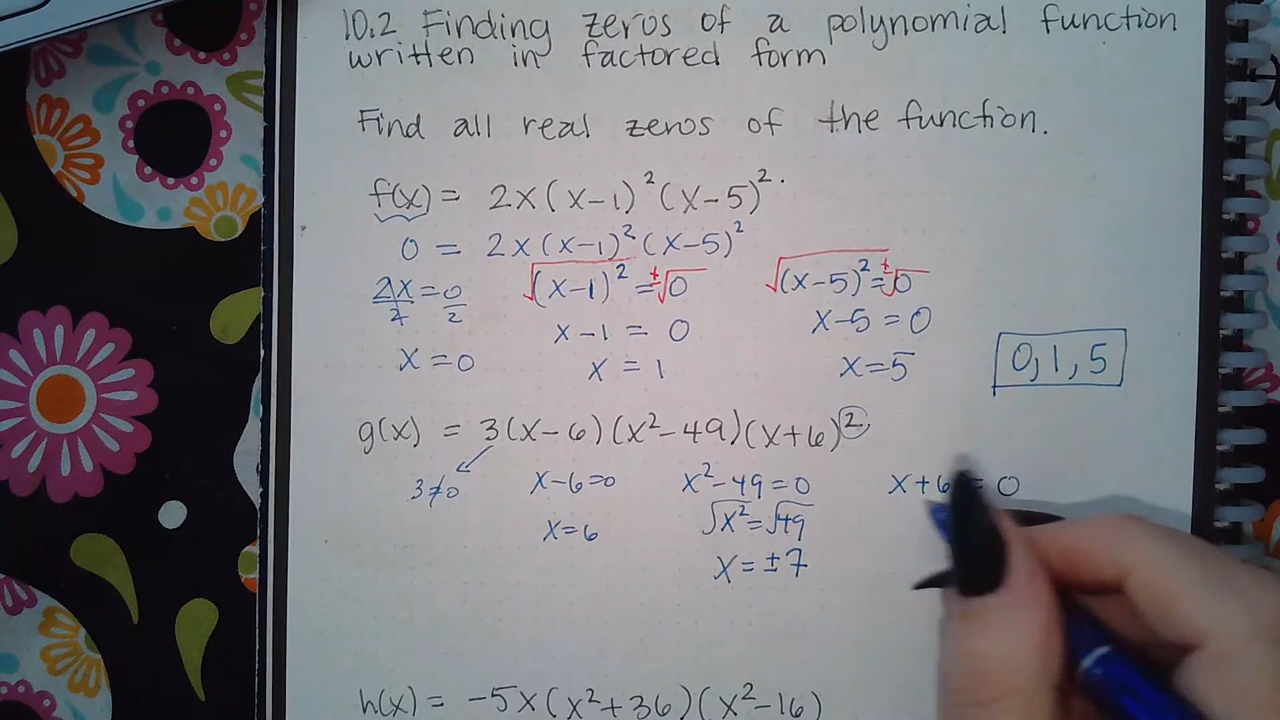 10.2 Finding zeros of a polynomial function
written in factored form
Find all real zeros of the function.
f(x) = 2x(x-1)²(x-5)².
0 = 2x(x-1)²(x-5)²
2x/2 = 0/2 √(x-1)² = ±√0 √(x-5)² = ±√0
x-1 = 0 x-5 = 0
x = 0 x = 1 x = 5 0, 1, 5
g(x) = 3(x-6)(x²-49)(x+6)²
3≠0 x-6=0 x²-49=0 x+6 = 0
x=6 √x² = √49
x = ±7
h(x) = -5x(x²+36)(x²-16)